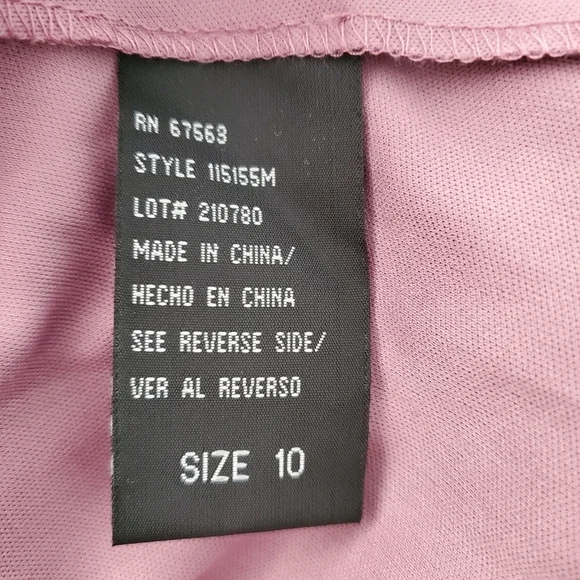 RN 67563
STYLE 115155M
LOT# 210780
MADE IN CHINA/
HECHO EN CHINA
SEE REVERSE SIDE/
VER AL REVERSO
SIZE 10